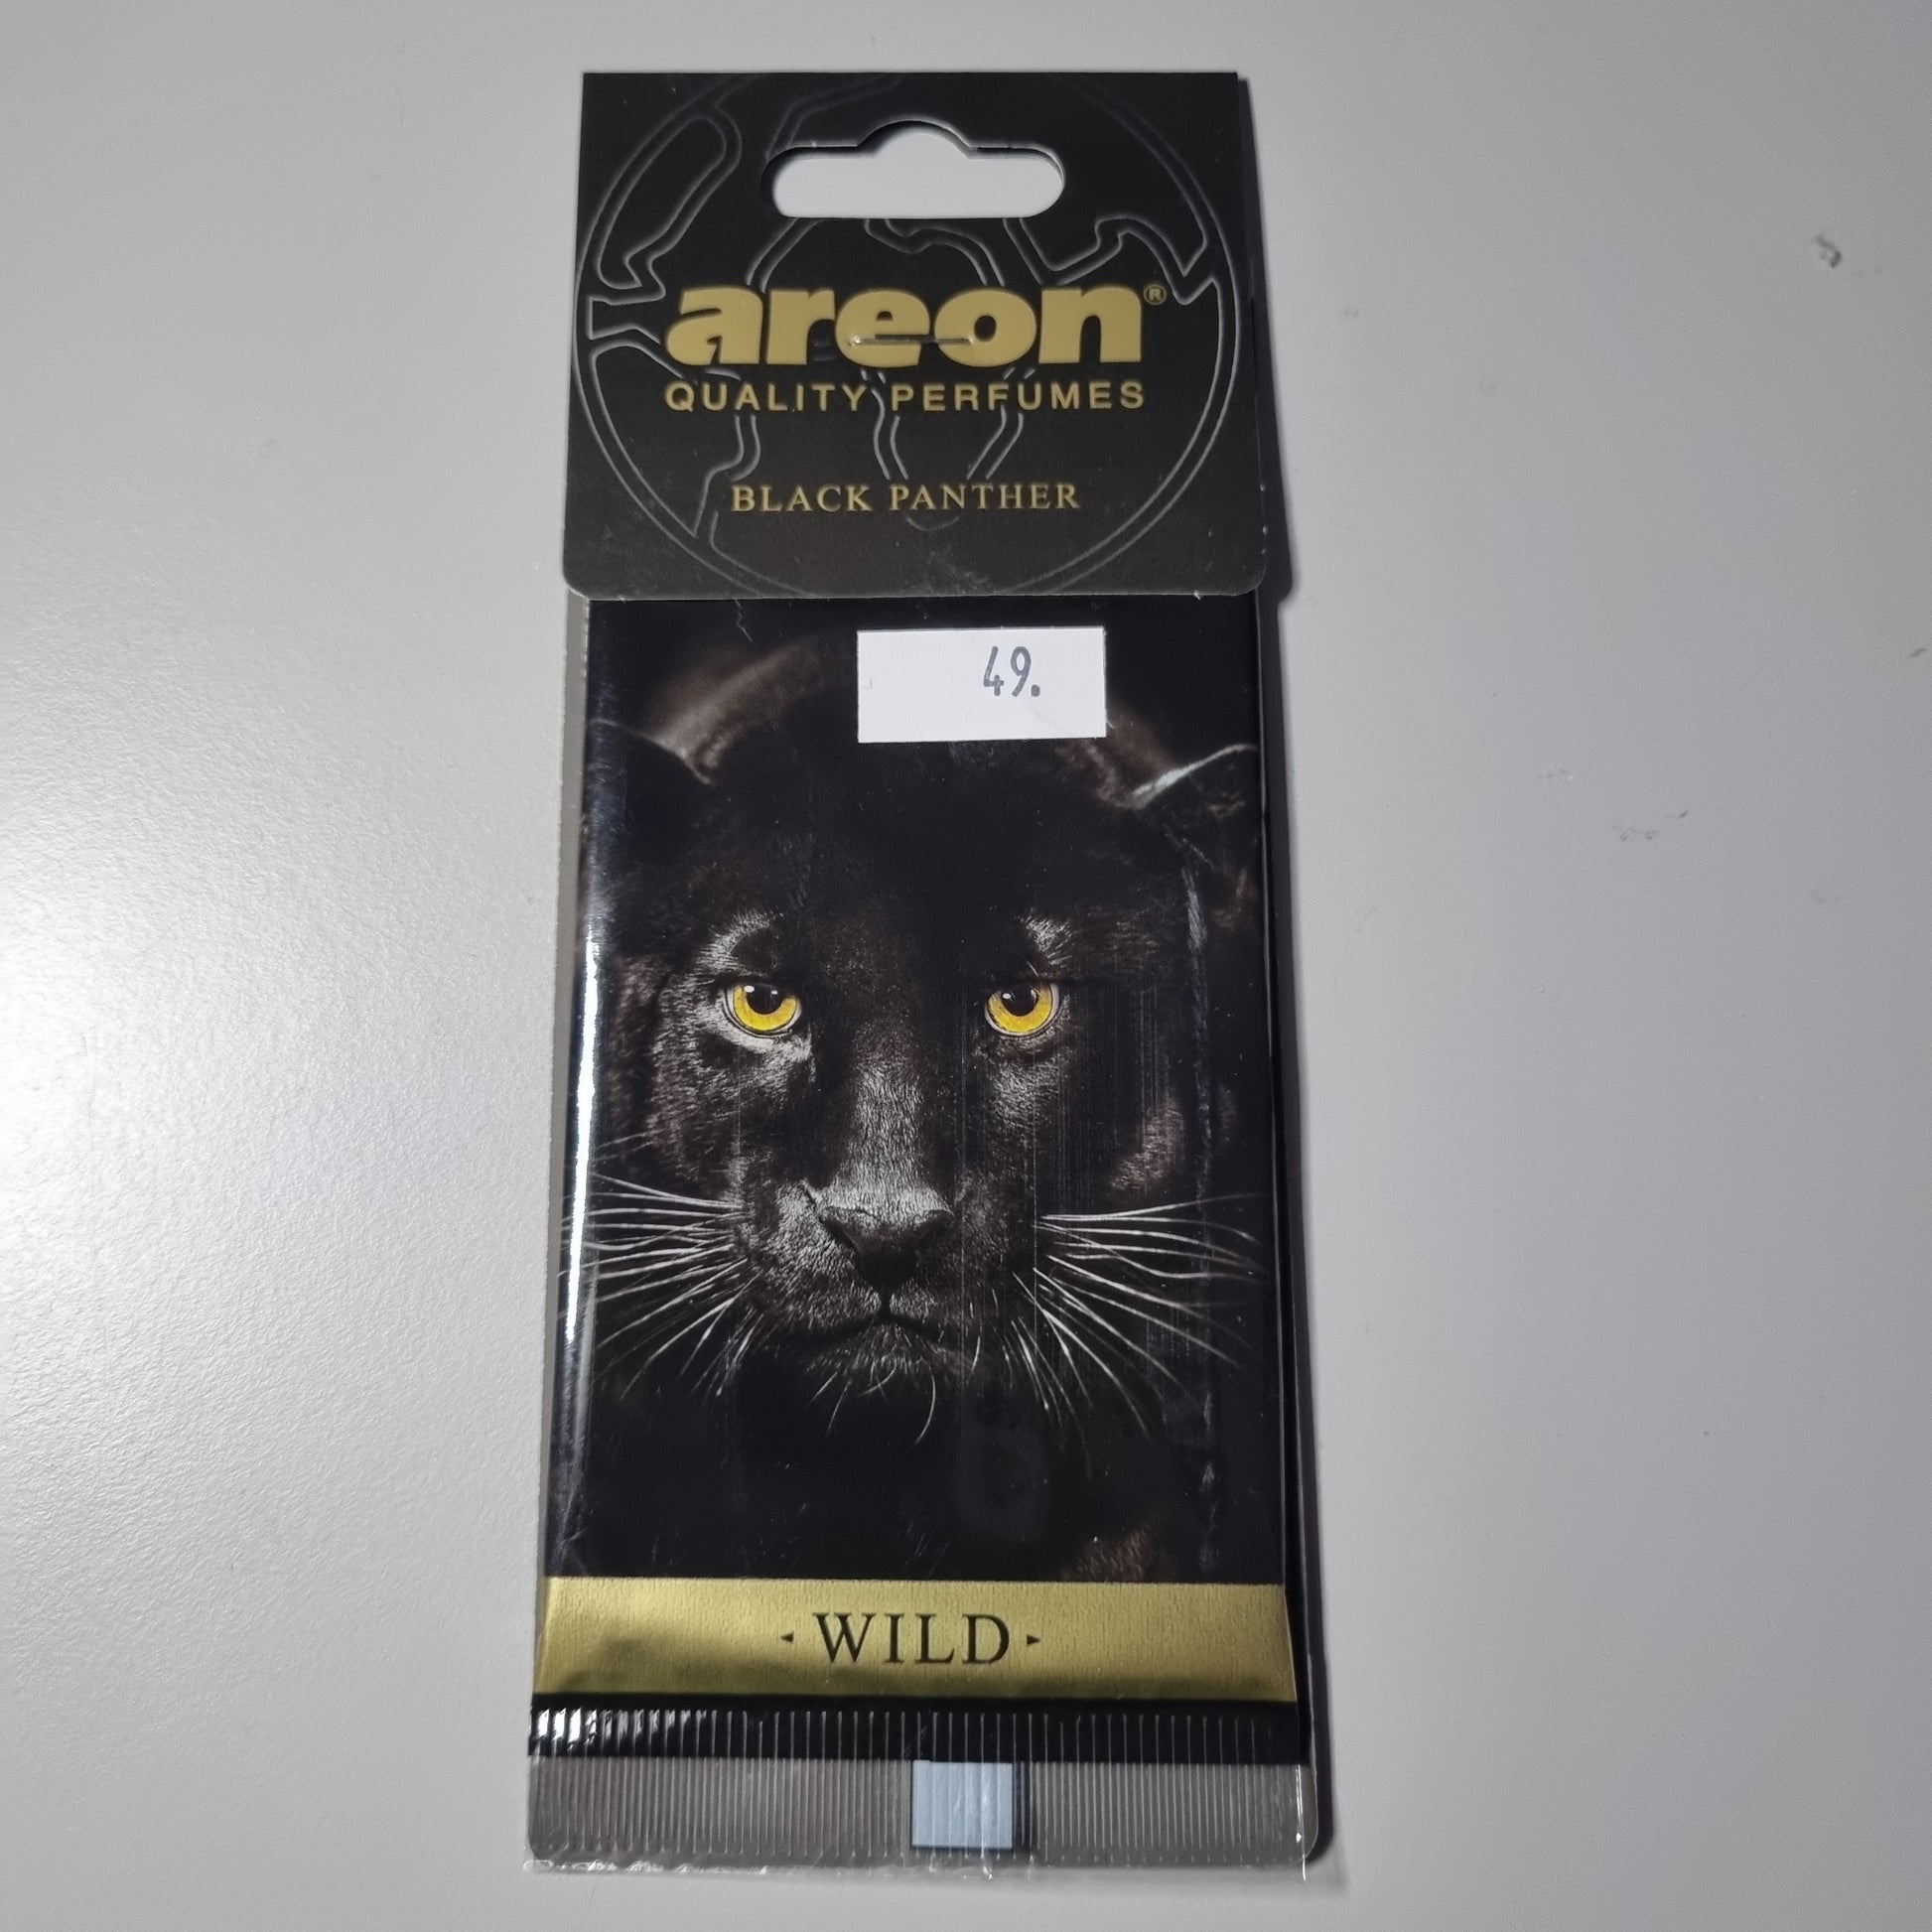 areon®
QUALITY PERFUMES
BLACK PANTHER
49.
WILD